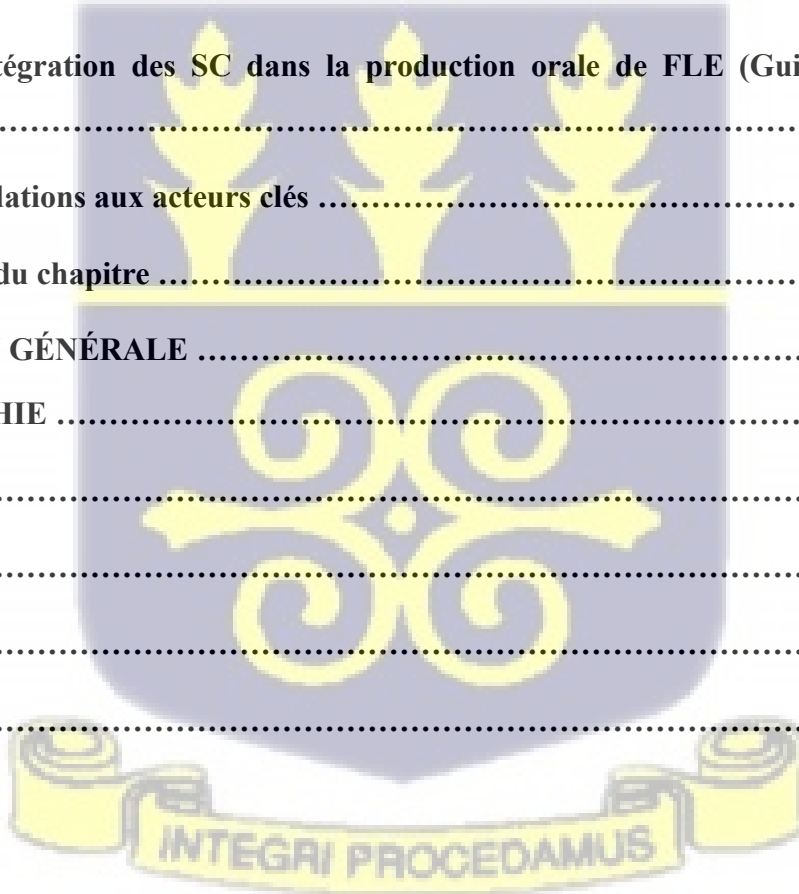 tégration des SC dans la production orale de FLE (Gui
................................................................
lations aux acteurs clés ................................................
du chapitre ................................................................
GÉNÉRALE ............................................................
HIE ..........................................................................
................................................................................
................................................................................
................................................................................
................................................................................
INTEGRI PROCEDAMUS